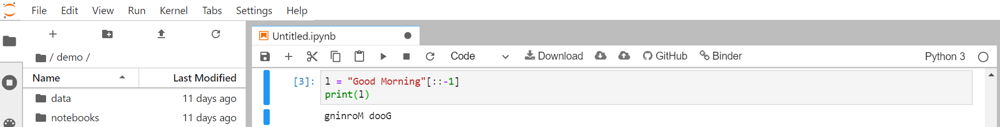 File Edit View Run Kernel Tabs Settings Help
/ demo /
Name Last Modified
data 11 days ago
notebooks 11 days ago
Untitled.ipynb
Code Download GitHub Binder Python 3
[3]: l = "Good Morning"[::-1]
print(l)
gninroM dooG